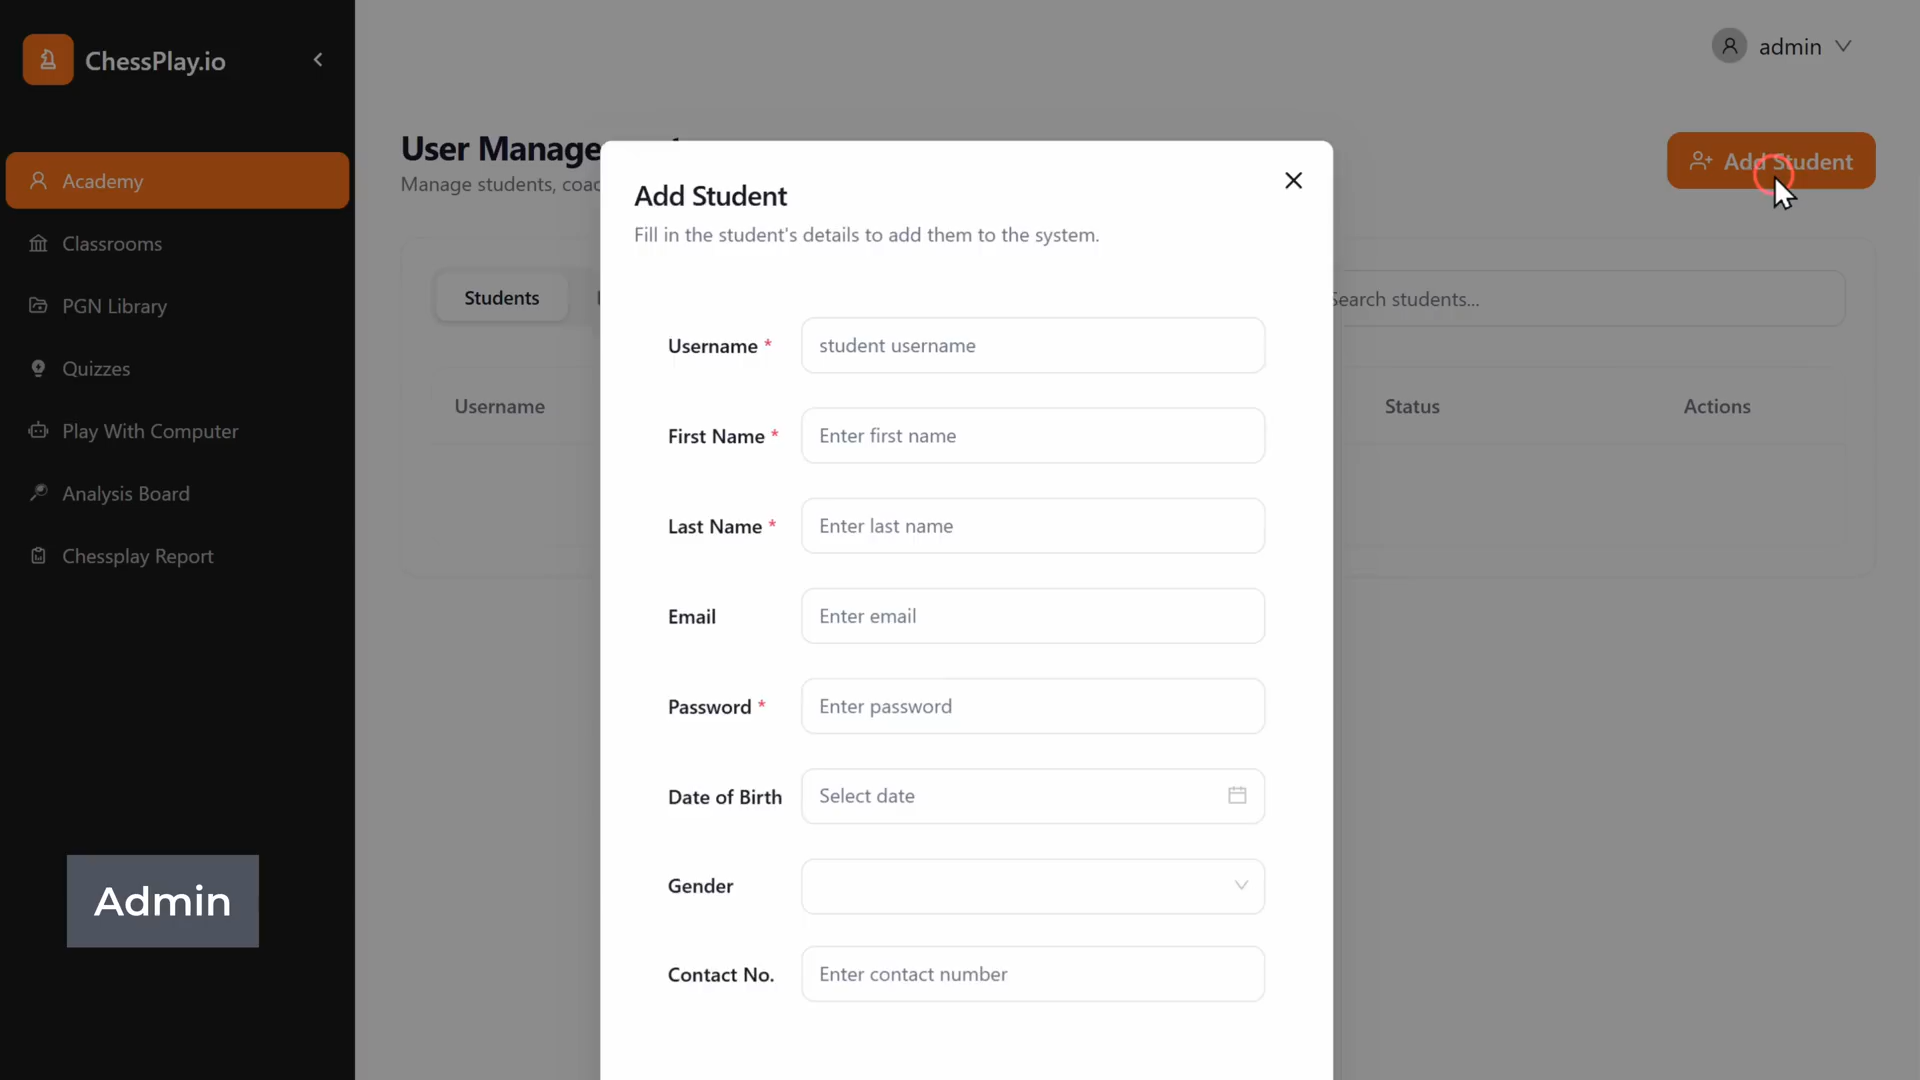 ChessPlay.io
admin
Academy
Classrooms
PGN Library
Quizzes
Play With Computer
Analysis Board
Chessplay Report
Admin
User Manage
Manage students, coac
Add Student
Students
Search students...
Username
Status
Actions
Add Student
Fill in the student's details to add them to the system.
Username *
student username
First Name *
Enter first name
Last Name *
Enter last name
Email
Enter email
Password *
Enter password
Date of Birth
Select date
Gender
Contact No.
Enter contact number